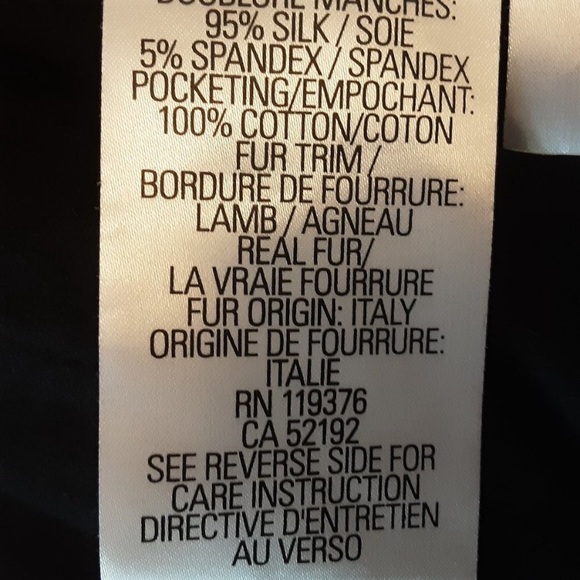 DOUBLURE MANCHES:
95% SILK / SOIE
5% SPANDEX / SPANDEX
POCKETING/EMPOCHANT:
100% COTTON/COTON
FUR TRIM /
BORDURE DE FOURRURE:
LAMB / AGNEAU
REAL FUR/
LA VRAIE FOURRURE
FUR ORIGIN: ITALY
ORIGINE DE FOURRURE:
ITALIE
RN 119376
CA 52192
SEE REVERSE SIDE FOR
CARE INSTRUCTION
DIRECTIVE D'ENTRETIEN
AU VERSO